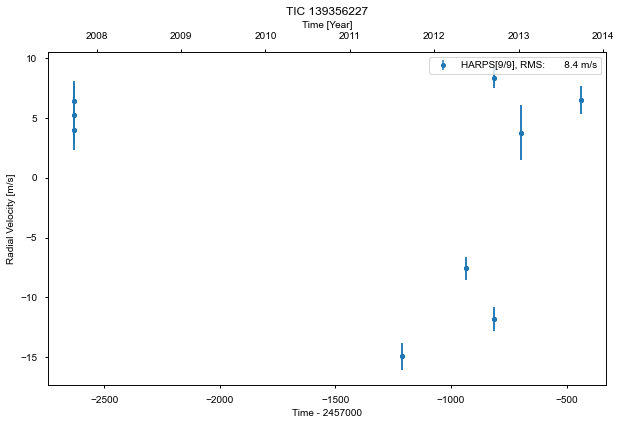 TIC 139356227
Time [Year]
2008 2009 2010 2011 2012 2013 2014
HARPS[9/9], RMS: 8.4 m/s
Radial Velocity [m/s]
10
5
0
−5
−10
−15
−2500 −2000 −1500 −1000 −500
Time - 2457000